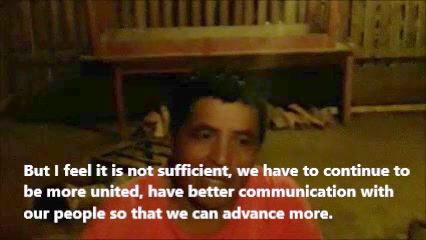 But I feel it is not sufficient, we have to continue to
be more united, have better communication with
our people so that we can advance more.